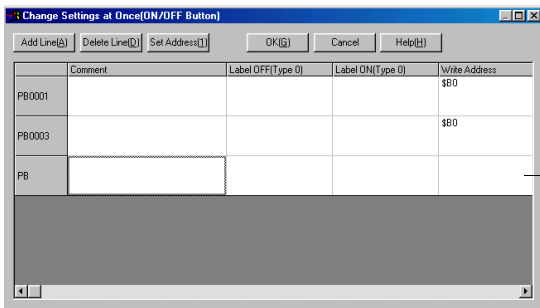 Change Settings at Once(ON/OFF Button)
Add Line(A) Delete Line(D) Set Address(1) OK(G) Cancel Help(H)
Comment Label OFF(Type 0) Label ON(Type 0) Write Address
PB0001 $B0
PB0003 $B0
PB